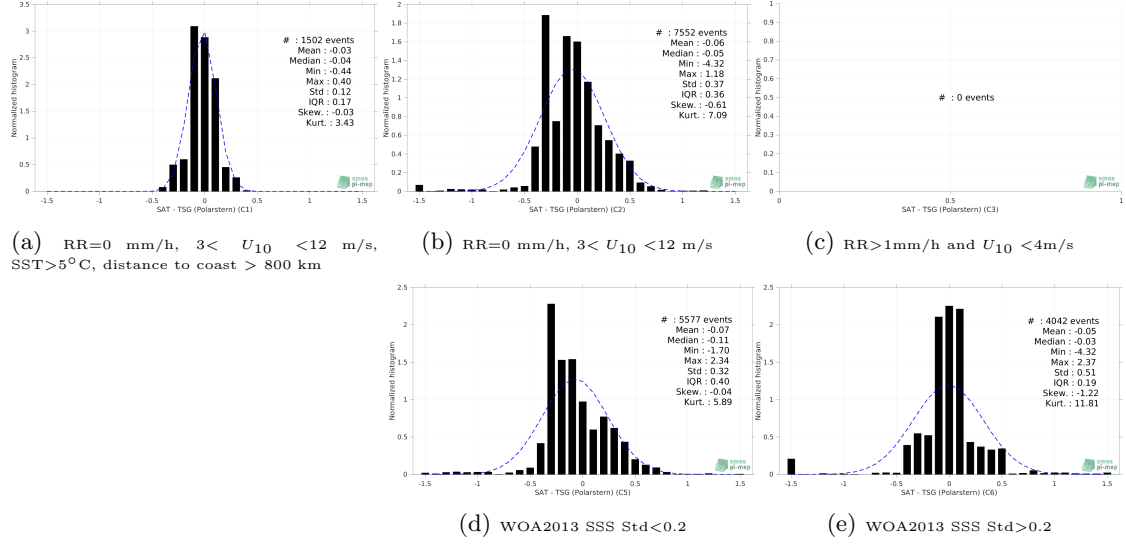 3.5
3
2.5
2
1.5
1
0.5
0
-1.5
-1
-0.5
0
0.5
1
1.5
Normalized histogram
SAT - TSG (Polarstern) (C1)
# : 1502 events
Mean : -0.03
Median : -0.04
Min : -0.44
Max : 0.40
Std : 0.12
IQR : 0.17
Skew. : -0.03
Kurt. : 3.43
smos
pi-mep
(a) RR=0 mm/h, 3< U10 <12 m/s,
SST>5°C, distance to coast > 800 km
2
1.8
1.6
1.4
1.2
1
0.8
0.6
0.4
0.2
0
-1.5
-1
-0.5
0
0.5
1
1.5
Normalized histogram
SAT - TSG (Polarstern) (C2)
# : 7552 events
Mean : -0.06
Median : -0.05
Min : -4.32
Max : 1.18
Std : 0.37
IQR : 0.36
Skew. : -0.61
Kurt. : 7.09
smos
pi-mep
(b) RR=0 mm/h, 3< U10 <12 m/s
1
0.9
0.8
0.7
0.6
0.5
0.4
0.3
0.2
0.1
0
0
0.5
1
Normalized histogram
SAT - TSG (Polarstern) (C3)
# : 0 events
smos
pi-mep
(c) RR>1mm/h and U10 <4m/s
2.5
2
1.5
1
0.5
0
-1.5
-1
-0.5
0
0.5
1
1.5
Normalized histogram
SAT - TSG (Polarstern) (C5)
# : 5577 events
Mean : -0.07
Median : -0.11
Min : -1.70
Max : 2.34
Std : 0.32
IQR : 0.40
Skew. : -0.04
Kurt. : 5.89
smos
pi-mep
(d) WOA2013 SSS Std<0.2
2.5
2
1.5
1
0.5
0
-1.5
-1
-0.5
0
0.5
1
1.5
Normalized histogram
SAT - TSG (Polarstern) (C6)
# : 4042 events
Mean : -0.05
Median : -0.03
Min : -4.32
Max : 2.37
Std : 0.51
IQR : 0.19
Skew. : -1.22
Kurt. : 11.81
smos
pi-mep
(e) WOA2013 SSS Std>0.2